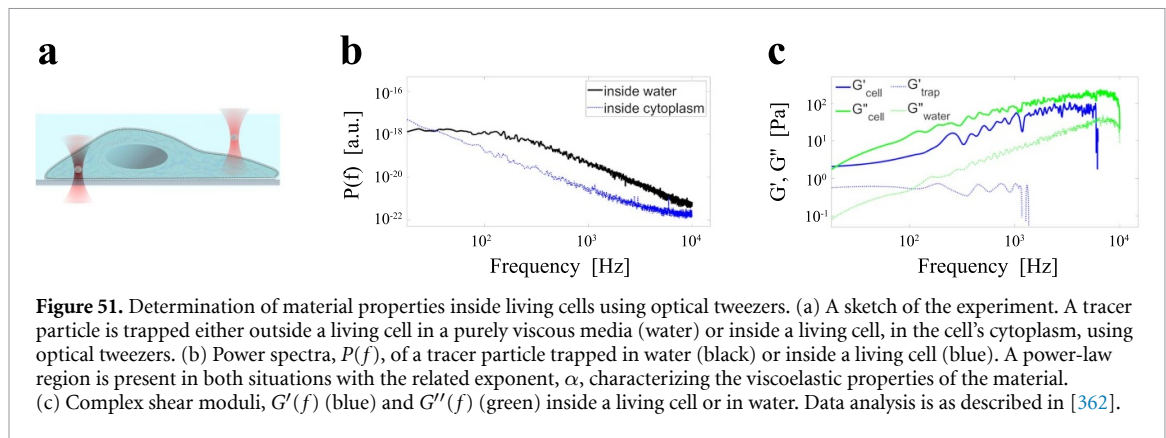 a
b
c
P(f) [a.u.]
10^-16
10^-18
10^-20
10^-22
inside water
inside cytoplasm
10^2
10^3
10^4
Frequency [Hz]
G', G'' [Pa]
10^2
10^1
10^0
10^-1
G'cell
G'trap
G''cell
G''water
10^2
10^3
10^4
Frequency [Hz]
Figure 51. Determination of material properties inside living cells using optical tweezers. (a) A sketch of the experiment. A tracer
particle is trapped either outside a living cell in a purely viscous media (water) or inside a living cell, in the cell's cytoplasm, using
optical tweezers. (b) Power spectra, P(f), of a tracer particle trapped in water (black) or inside a living cell (blue). A power-law
region is present in both situations with the related exponent, α, characterizing the viscoelastic properties of the material.
(c) Complex shear moduli, G′(f) (blue) and G′′(f) (green) inside a living cell or in water. Data analysis is as described in [362].